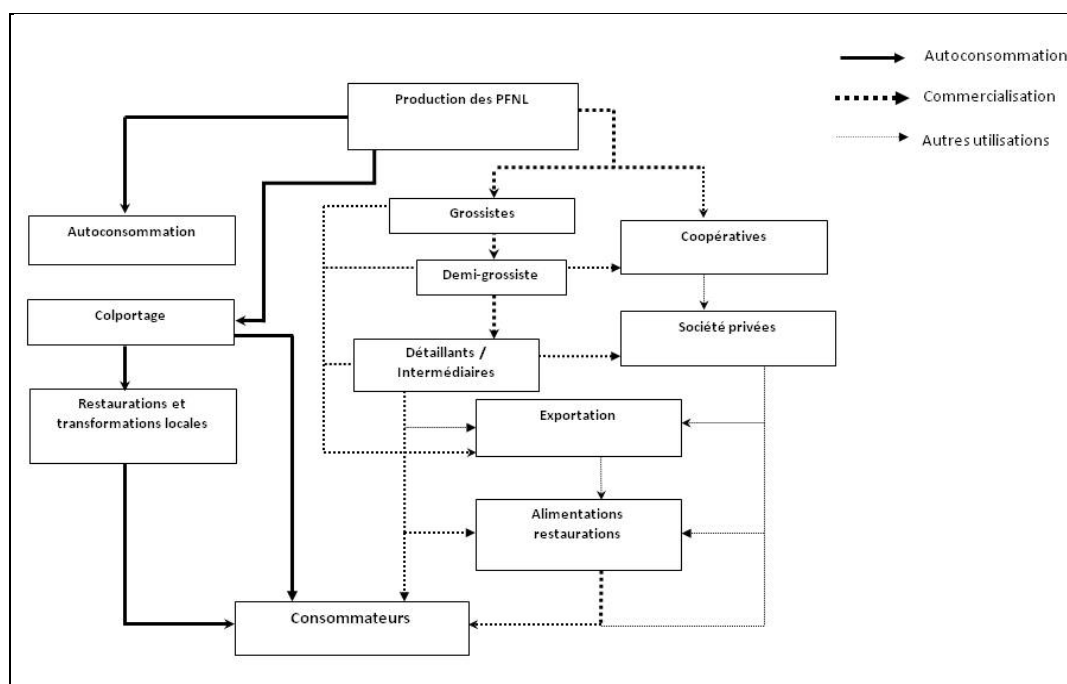 Autoconsommation
Production des PFNL
Commercialisation
Autres utilisations
Grossistes
Autoconsommation
Coopératives
Demi-grossiste
Colportage
Société privées
Détaillants /
Intermédiaires
Restaurations et
transformations locales
Exportation
Alimentations
restaurations
Consommateurs